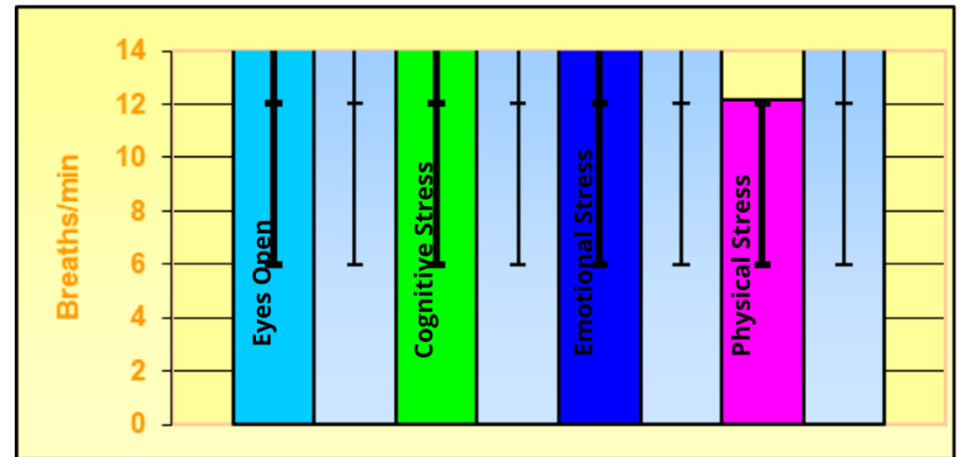 Breaths/min
14
12
10
8
6
4
2
0
Eyes Open
Cognitive Stress
Emotional Stress
Physical Stress